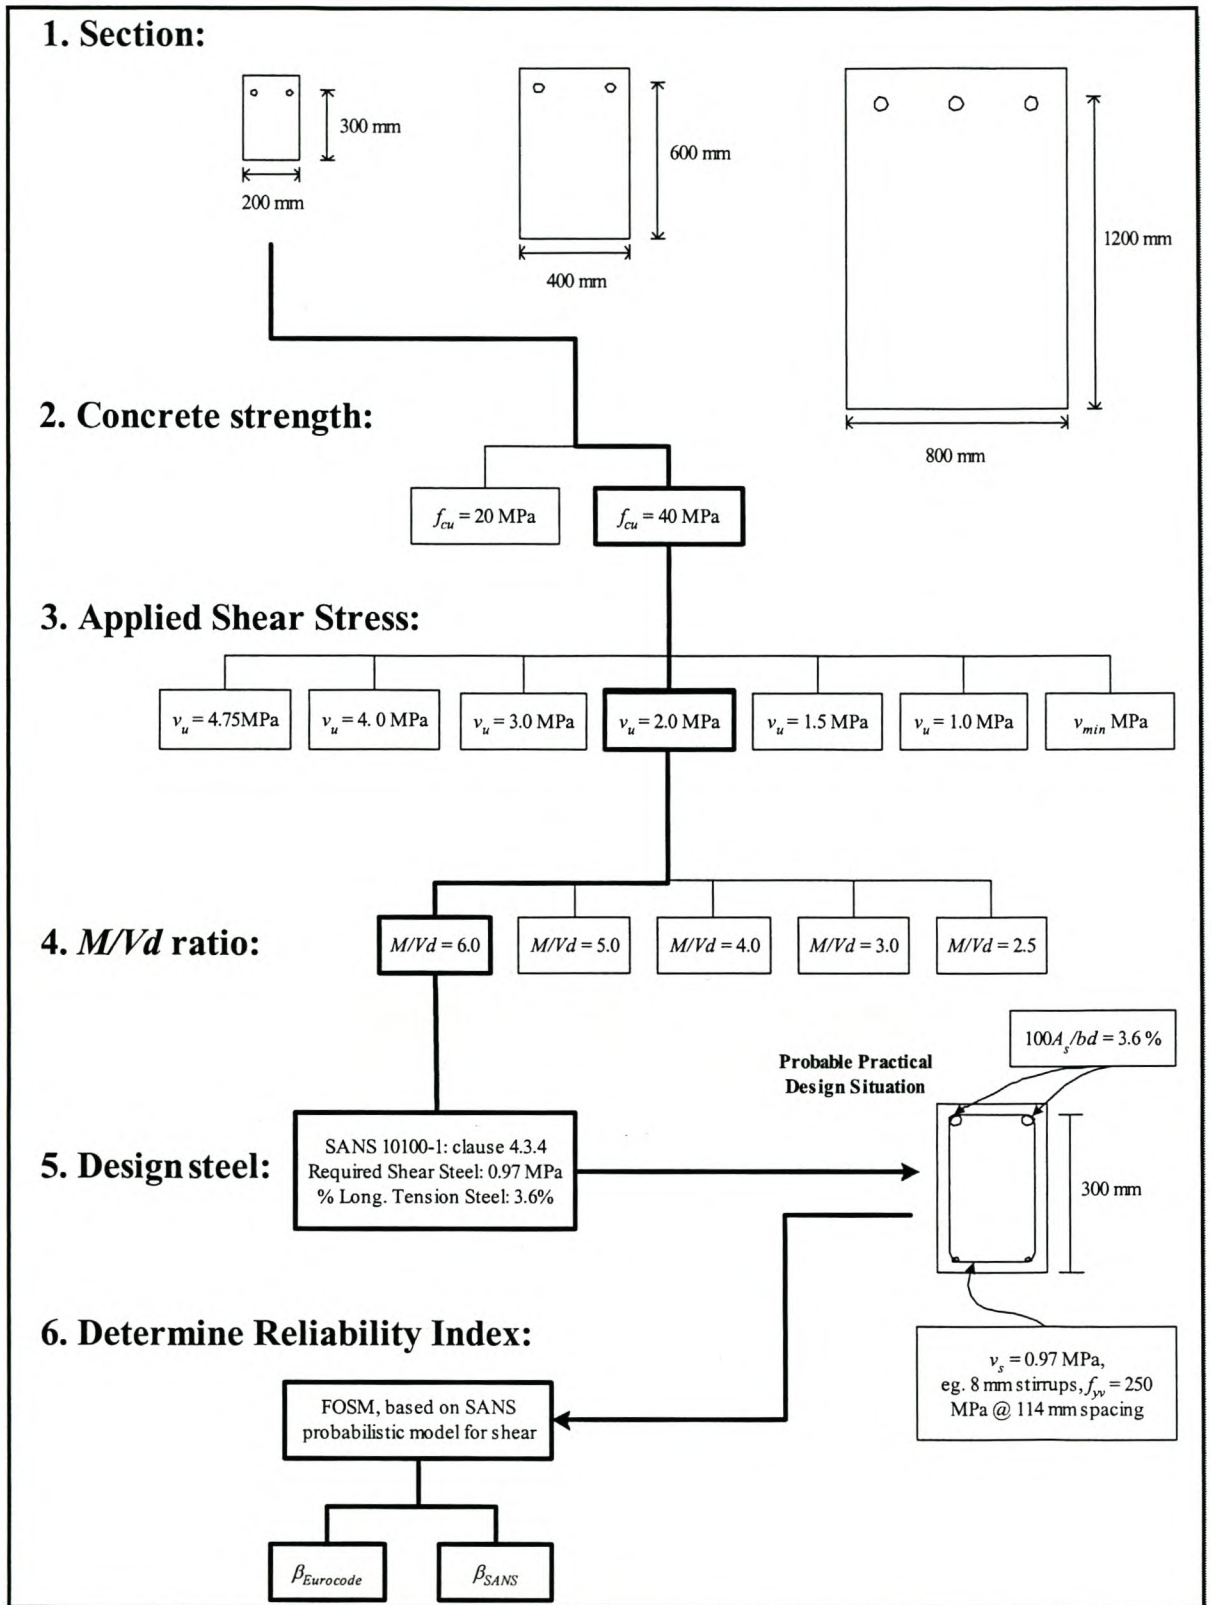 1. Section:
300 mm
200 mm
600 mm
400 mm
1200 mm
800 mm
2. Concrete strength:
f_cu = 20 MPa
f_cu = 40 MPa
3. Applied Shear Stress:
v_u = 4.75MPa
v_u = 4. 0 MPa
v_u = 3.0 MPa
v_u = 2.0 MPa
v_u = 1.5 MPa
v_u = 1.0 MPa
v_min MPa
4. M/Vd ratio:
M/Vd = 6.0
M/Vd = 5.0
M/Vd = 4.0
M/Vd = 3.0
M/Vd = 2.5
100A_s/bd = 3.6 %
Probable Practical
Design Situation
5. Design steel:
SANS 10100-1: clause 4.3.4
Required Shear Steel: 0.97 MPa
% Long. Tension Steel: 3.6%
300 mm
6. Determine Reliability Index:
v_s = 0.97 MPa,
eg. 8 mm stirrups, f_yv = 250
MPa @ 114 mm spacing
FOSM, based on SANS
probabilistic model for shear
β_Eurocode
β_SANS